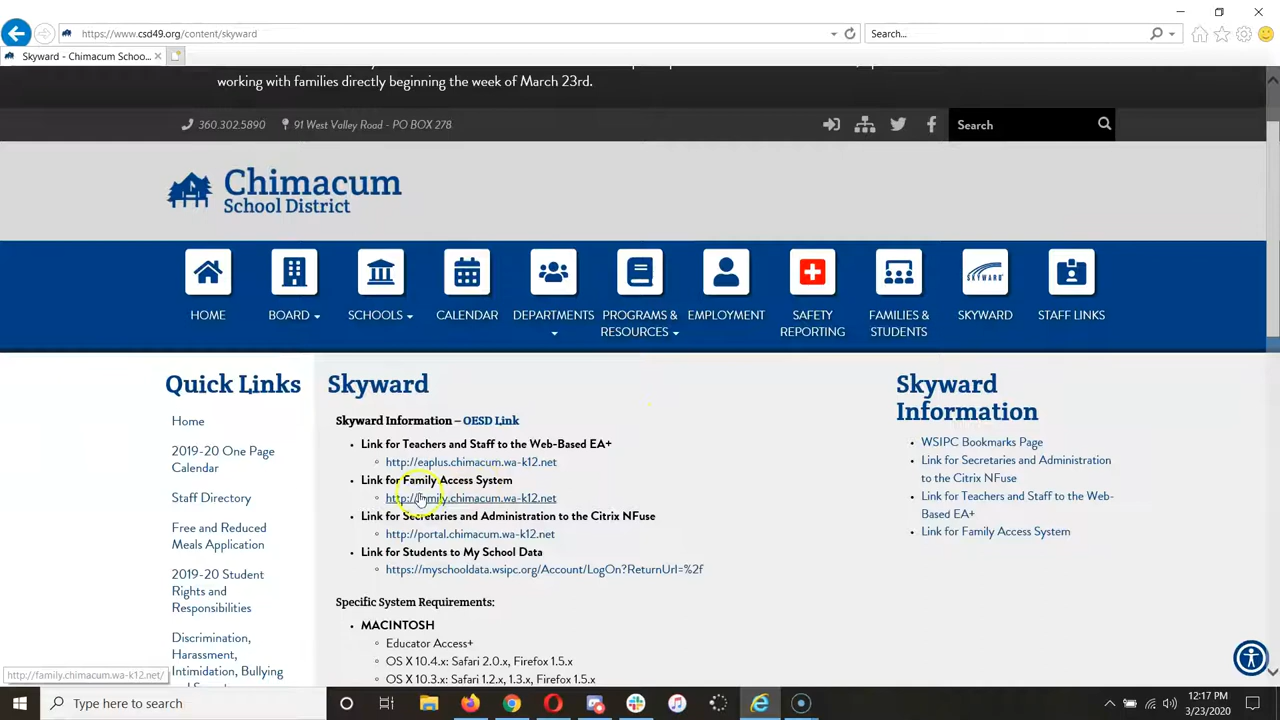 https://www.csd49.org/content/skyward
Search...
Skyward - Chimacum Schoo...
working with families directly beginning the week of March 23rd.
360.302.5890
91 West Valley Road - PO BOX 278
Search
Chimacum
School District
SKYWARD
HOME
BOARD
SCHOOLS
CALENDAR
DEPARTMENTS
PROGRAMS &
RESOURCES
EMPLOYMENT
SAFETY
REPORTING
FAMILIES &
STUDENTS
SKYWARD
STAFF LINKS
Quick Links
Home
2019-20 One Page
Calendar
Staff Directory
Free and Reduced
Meals Application
2019-20 Student
Rights and
Responsibilities
Discrimination,
Harassment,
Intimidation, Bullying
Skyward
Skyward Information – OESD Link
• Link for Teachers and Staff to the Web-Based EA+
http://eaplus.chimacum.wa-k12.net
• Link for Family Access System
http://family.chimacum.wa-k12.net
• Link for Secretaries and Administration to the Citrix NFuse
http://portal.chimacum.wa-k12.net
• Link for Students to My School Data
https://myschooldata.wsipc.org/Account/LogOn?ReturnUrl=%2f
Specific System Requirements:
• MACINTOSH
Educator Access+
OS X 10.4.x: Safari 2.0.x, Firefox 1.5.x
OS X 10.3.x: Safari 1.2.x, 1.3.x, Firefox 1.5.x
Skyward
Information
• WSIPC Bookmarks Page
• Link for Secretaries and Administration
to the Citrix NFuse
• Link for Teachers and Staff to the Web-
Based EA+
• Link for Family Access System
http://family.chimacum.wa-k12.net/
Type here to search
12:17 PM
3/23/2020